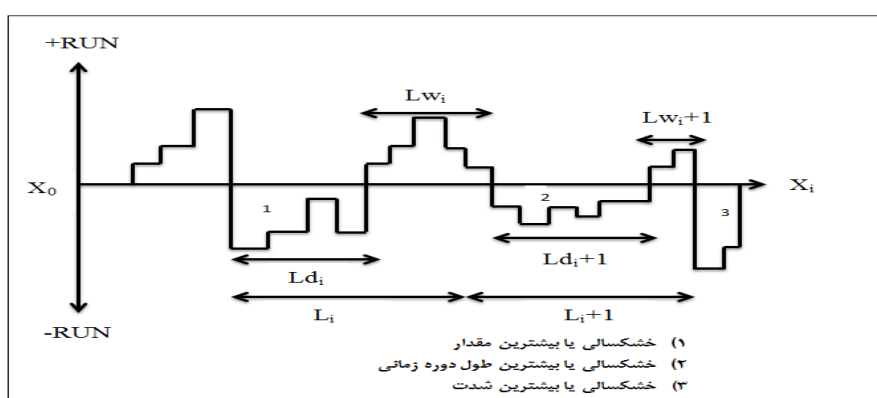 +RUN
Lwᵢ
Lwᵢ+1
X₀
Xᵢ
1
2
3
Ldᵢ
Ldᵢ+1
Lᵢ
Lᵢ+1
-RUN
۱) خشکسالی یا بیشترین مقدار
۲) خشکسالی یا بیشترین طول دوره زمانی
۳) خشکسالی یا بیشترین شدت